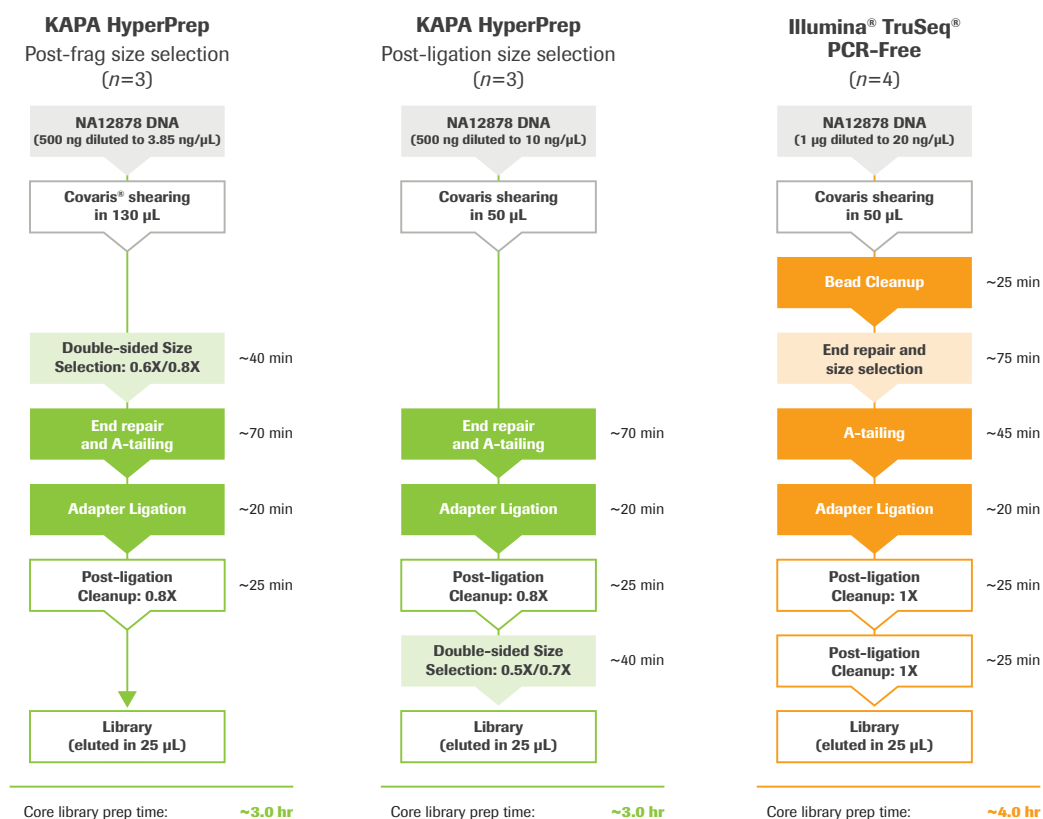 KAPA HyperPrep
Post-frag size selection
(n=3)
NA12878 DNA
(500 ng diluted to 3.85 ng/µL)
Covaris® shearing
in 130 µL
Double-sided Size
Selection: 0.6X/0.8X
~40 min
End repair
and A-tailing
~70 min
Adapter Ligation
~20 min
Post-ligation
Cleanup: 0.8X
~25 min
Library
(eluted in 25 µL)
Core library prep time: ~3.0 hr
KAPA HyperPrep
Post-ligation size selection
(n=3)
NA12878 DNA
(500 ng diluted to 10 ng/µL)
Covaris shearing
in 50 µL
End repair
and A-tailing
~70 min
Adapter Ligation
~20 min
Post-ligation
Cleanup: 0.8X
~25 min
Double-sided Size
Selection: 0.5X/0.7X
~40 min
Library
(eluted in 25 µL)
Core library prep time: ~3.0 hr
Illumina® TruSeq®
PCR-Free
(n=4)
NA12878 DNA
(1 µg diluted to 20 ng/µL)
Covaris shearing
in 50 µL
Bead Cleanup
~25 min
End repair and
size selection
~75 min
A-tailing
~45 min
Adapter Ligation
~20 min
Post-ligation
Cleanup: 1X
~25 min
Post-ligation
Cleanup: 1X
~25 min
Library
(eluted in 25 µL)
Core library prep time: ~4.0 hr